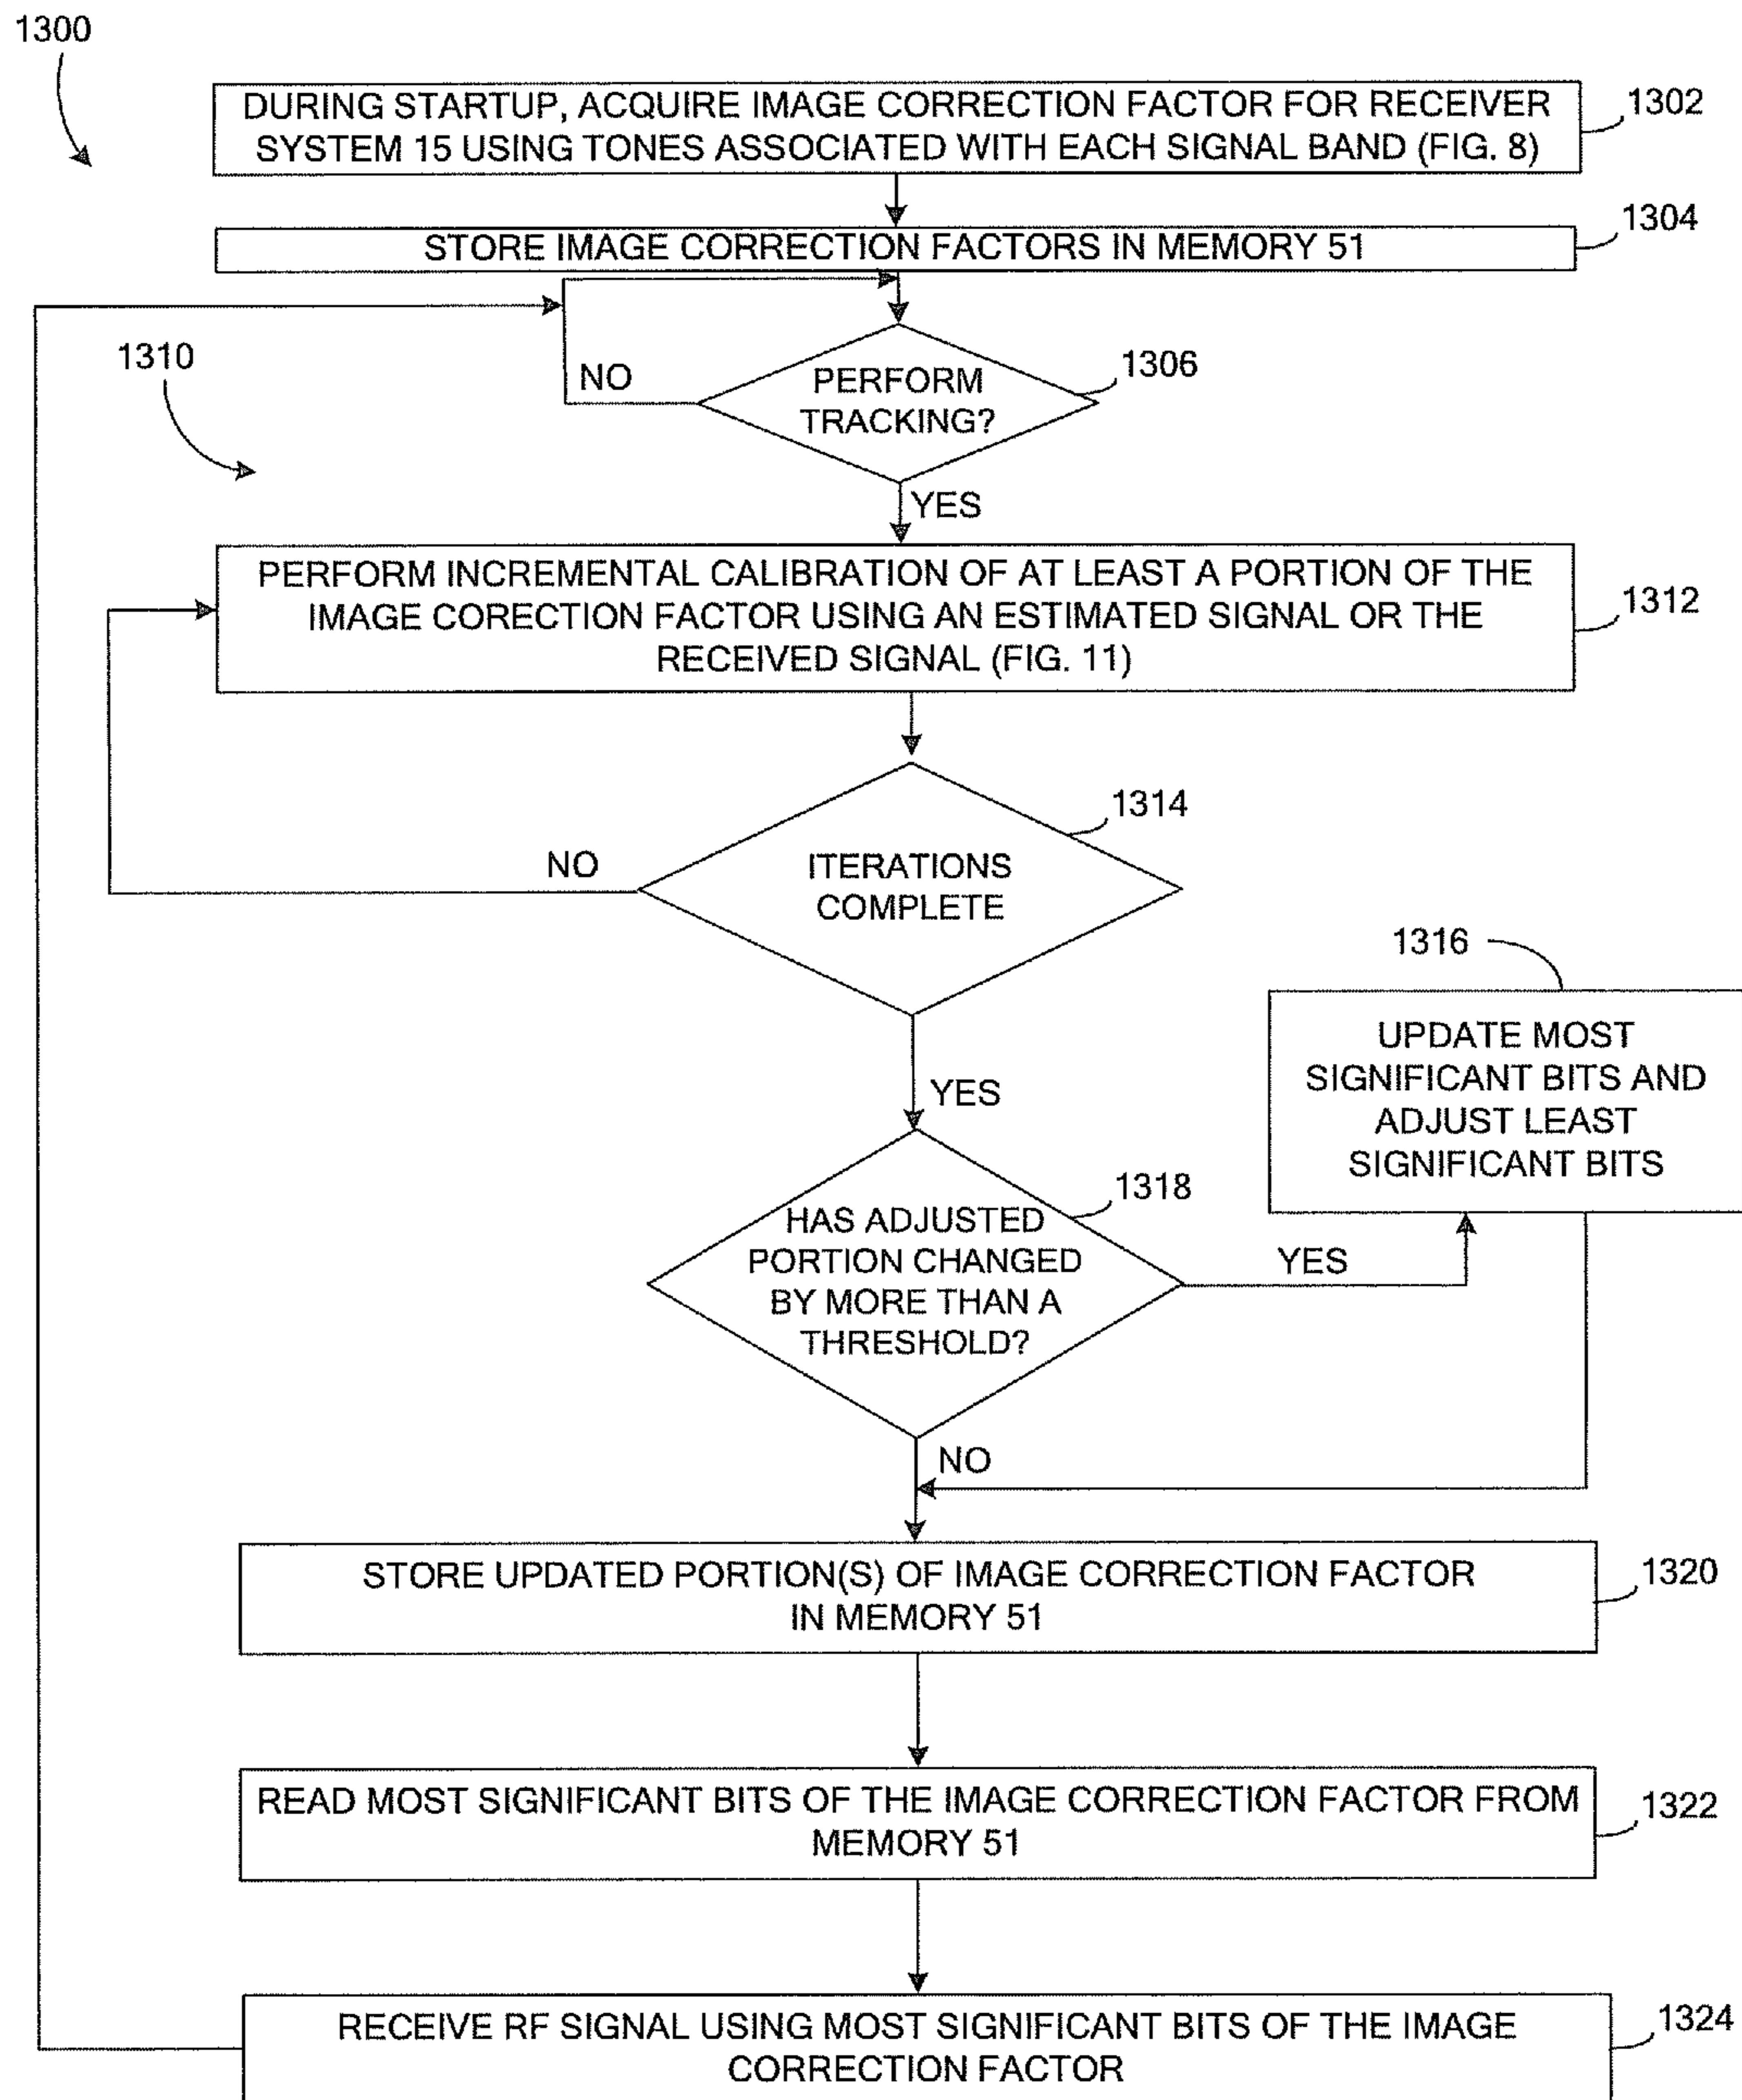 1300
DURING STARTUP, ACQUIRE IMAGE CORRECTION FACTOR FOR RECEIVER
SYSTEM 15 USING TONES ASSOCIATED WITH EACH SIGNAL BAND (FIG. 8)
1302
STORE IMAGE CORRECTION FACTORS IN MEMORY 51
1304
1310
NO
PERFORM
TRACKING?
1306
YES
PERFORM INCREMENTAL CALIBRATION OF AT LEAST A PORTION OF THE
IMAGE CORECTION FACTOR USING AN ESTIMATED SIGNAL OR THE
RECEIVED SIGNAL (FIG. 11)
1312
NO
ITERATIONS
COMPLETE
1314
YES
1316
UPDATE MOST
SIGNIFICANT BITS AND
ADJUST LEAST
SIGNIFICANT BITS
HAS ADJUSTED
PORTION CHANGED
BY MORE THAN A
THRESHOLD?
1318
YES
NO
STORE UPDATED PORTION(S) OF IMAGE CORRECTION FACTOR
IN MEMORY 51
1320
READ MOST SIGNIFICANT BITS OF THE IMAGE CORRECTION FACTOR FROM
MEMORY 51
1322
RECEIVE RF SIGNAL USING MOST SIGNIFICANT BITS OF THE IMAGE
CORRECTION FACTOR
1324